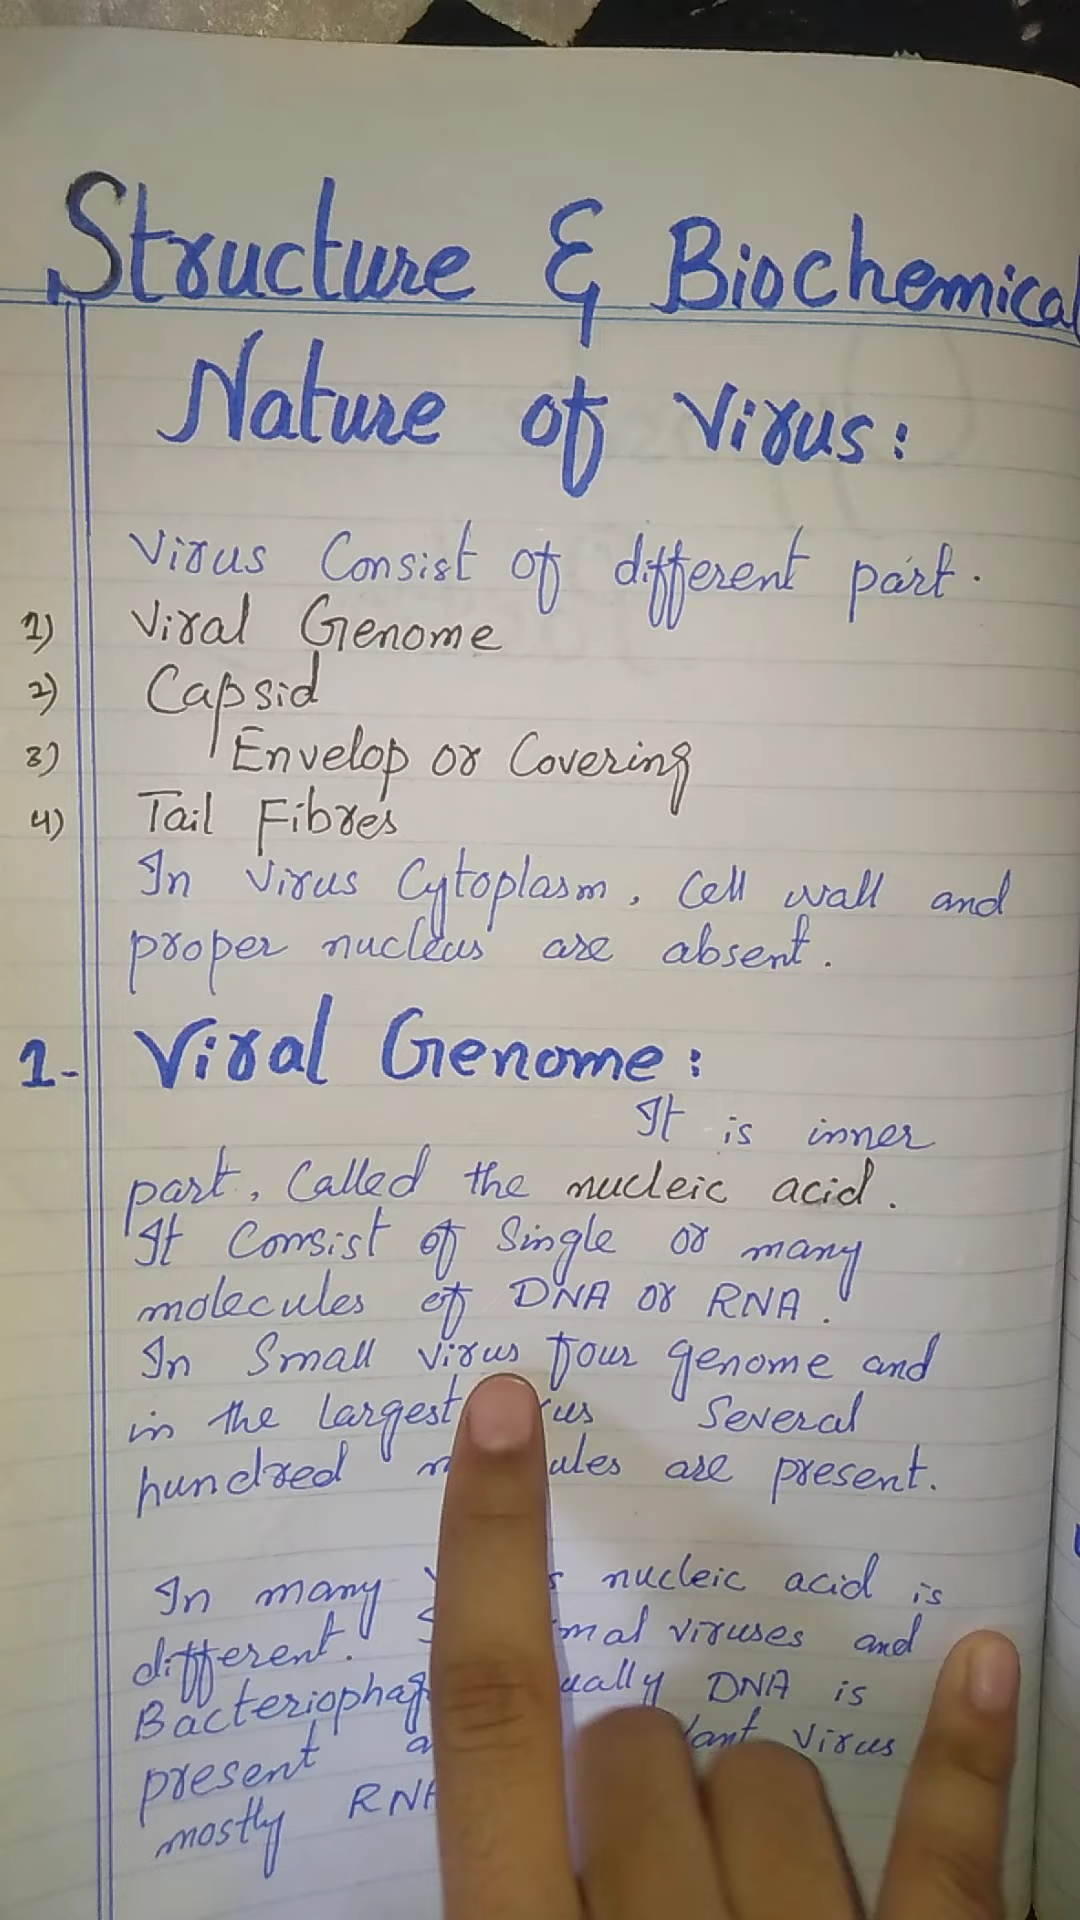 Structure & Biochemical
Nature of Virus:
Virus Consist of different part.
1) Viral Genome
2) Capsid
3) Envelop or Covering
4) Tail Fibres
In Virus Cytoplasm, Cell wall and
proper nucleus are absent.
1- Viral Genome:
It is inner
part, Called the nucleic acid.
It Consist of Single or many
molecules of DNA or RNA.
In Small virus four genome and
in the largest Several
hundred are present.
In many nucleic acid is
different. viruses and
DNA is
present Virus
mostly